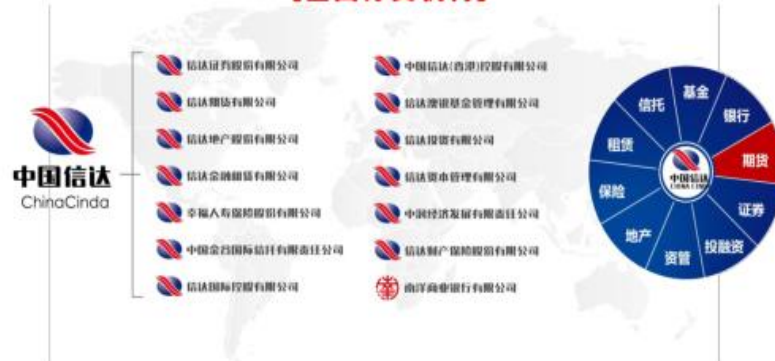 中国信达
ChinaCinda
信达证券股份有限公司
信达期货有限公司
信达地产股份有限公司
信达金融租赁有限公司
幸福人寿保险股份有限公司
中国金谷国际信托有限责任公司
信达国际控股有限公司
中国信达(香港)控股有限公司
信达澳银基金管理有限公司
信达投资有限公司
信达资本管理有限公司
中润经济发展有限责任公司
信达财产保险股份有限公司
南洋商业银行有限公司
基金
银行
期货
证券
投融资
资管
地产
保险
租赁
信托
中国信达
CHINA CINDA